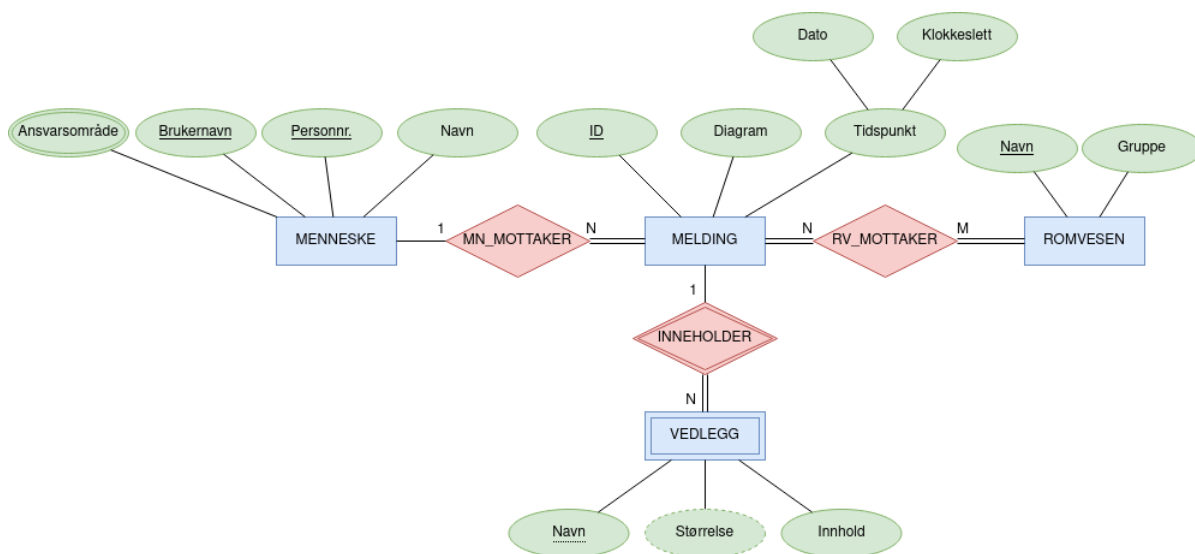 Dato
Klokkeslett
Ansvarsområde
Brukernavn
Personnr.
Navn
ID
Diagram
Tidspunkt
Navn
Gruppe
MENNESKE
1
MN_MOTTAKER
N
MELDING
N
RV_MOTTAKER
M
ROMVESEN
1
INNEHOLDER
N
VEDLEGG
Navn
Størrelse
Innhold